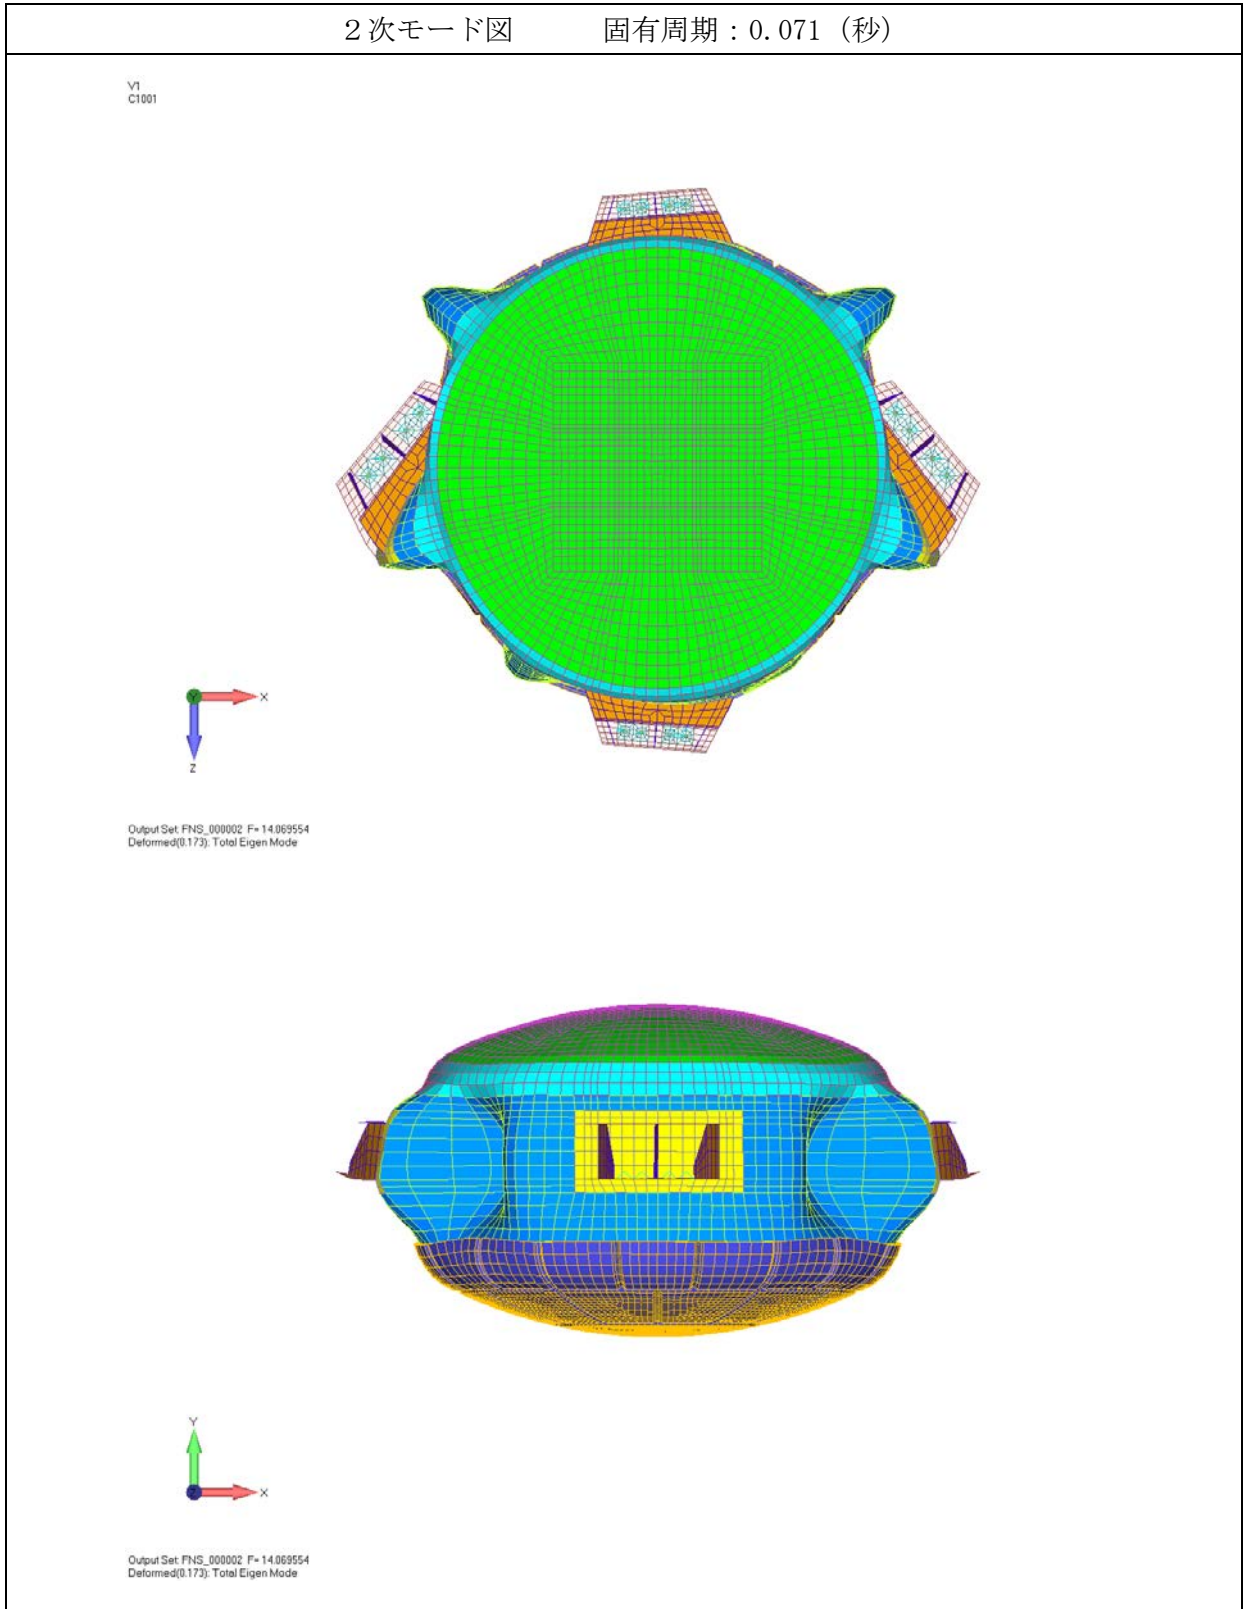 ２次モード図　　　固有周期：0.071（秒）
V1
C1001
Y
X
Z
Output Set: FNS_000002 F= 14.069554
Deformed(0.173): Total Eigen Mode
Y
Z
X
Output Set: FNS_000002 F= 14.069554
Deformed(0.173): Total Eigen Mode